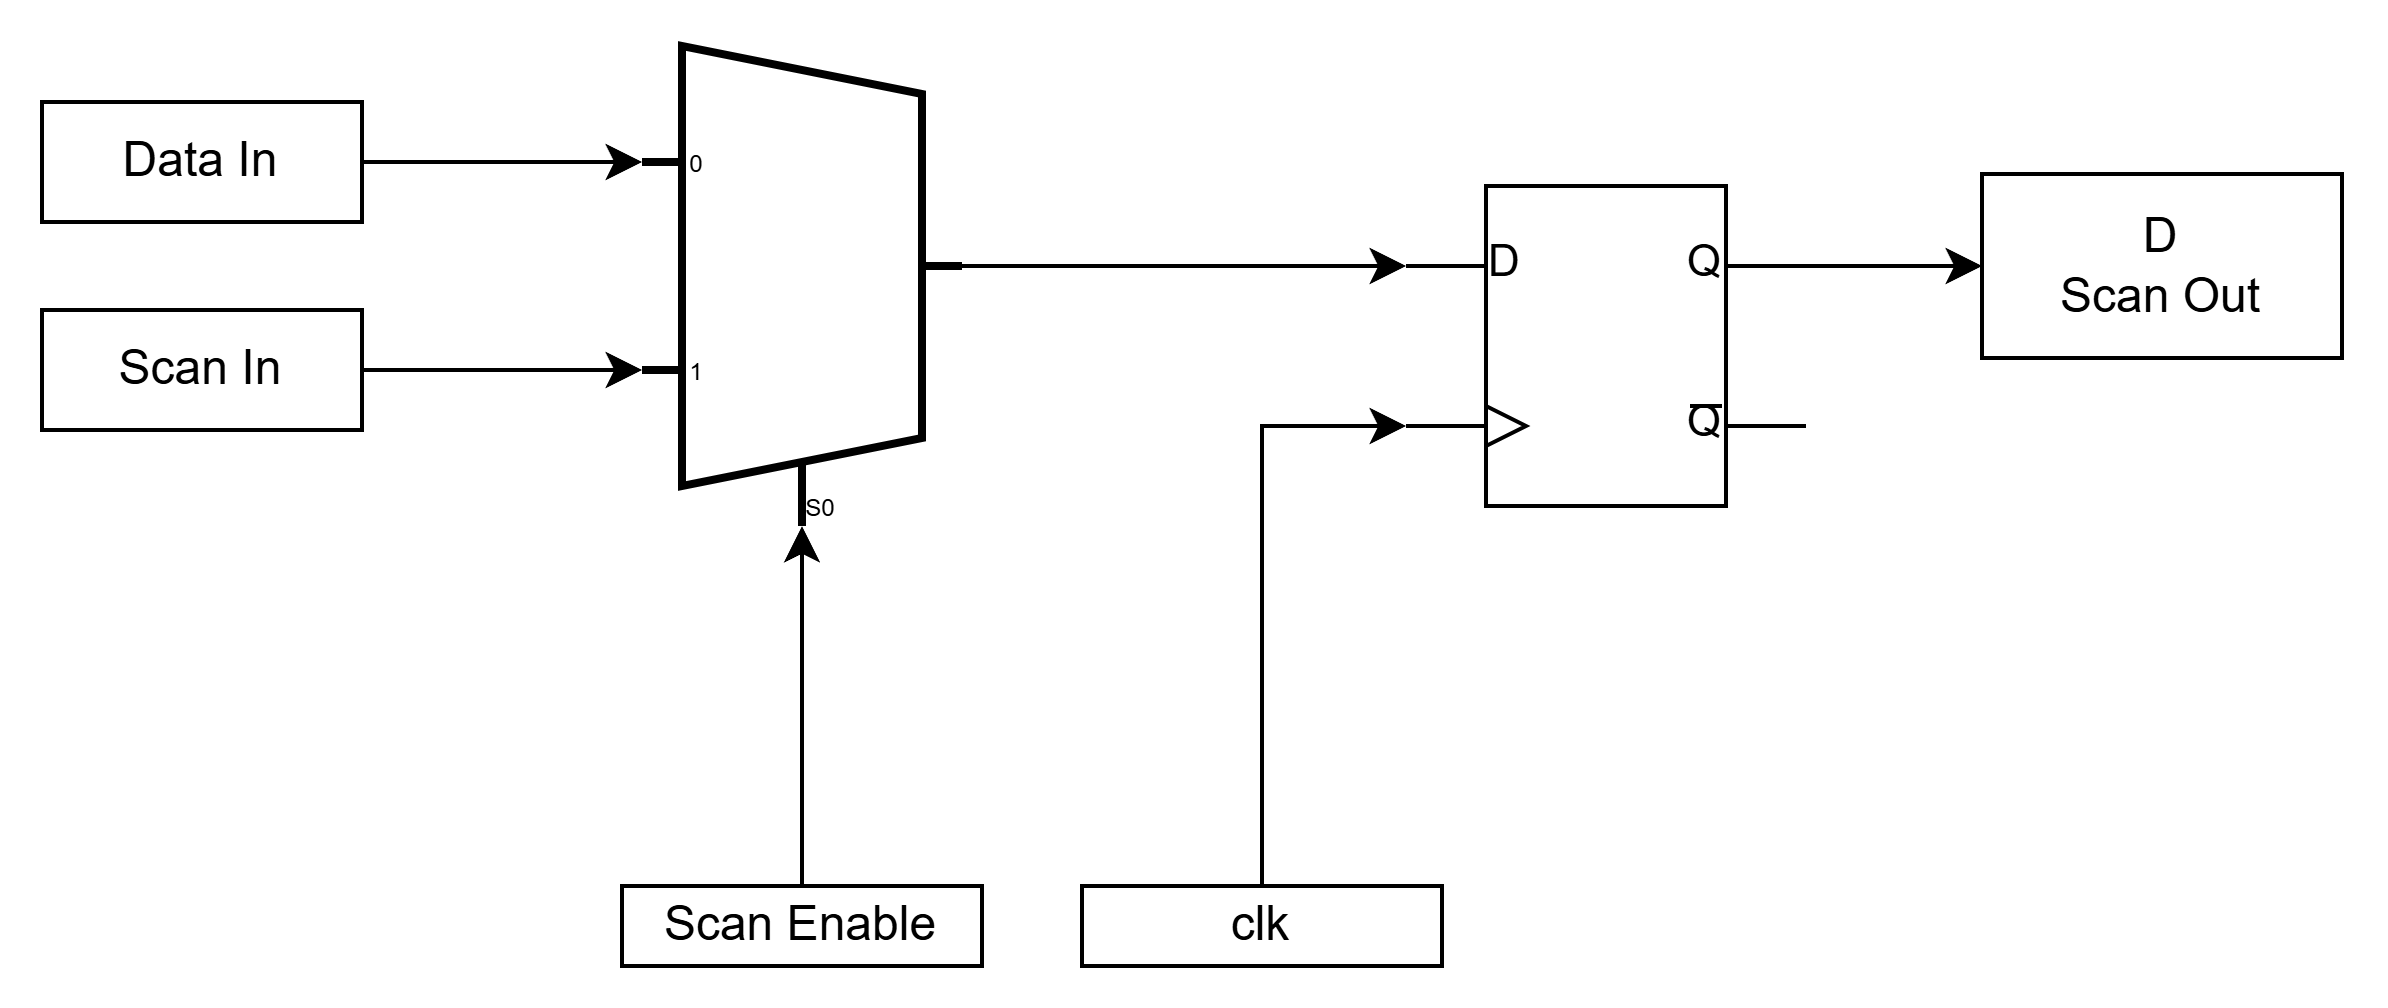 Data In
0
Scan In
1
S0
D
Q
Q̅
D
Scan Out
Scan Enable
clk